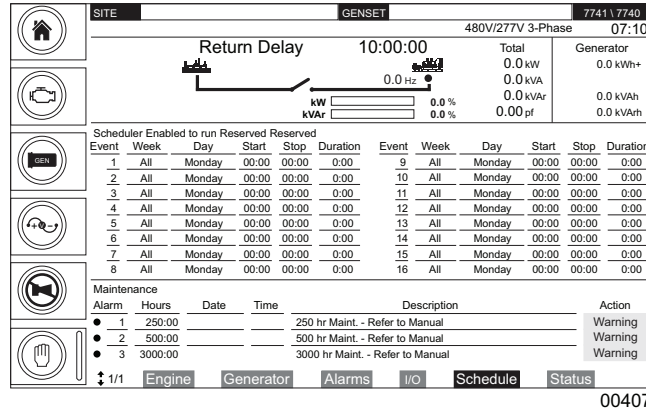 SITE GENSET 7741 \ 7740
480V/277V 3-Phase 07:10
Return Delay 10:00:00 Total Generator
0.0 kW 0.0 kWh+
0.0 Hz 0.0 kVA
0.0 kVAr 0.0 kVAh
kW 0.0 %
kVAr 0.0 % 0.00 pf 0.0 kVArh
Scheduler Enabled to run Reserved Reserved
Event Week Day Start Stop Duration Event Week Day Start Stop Duration
1 All Monday 00:00 00:00 0:00 9 All Monday 00:00 00:00 0:00
2 All Monday 00:00 00:00 0:00 10 All Monday 00:00 00:00 0:00
GEN
3 All Monday 00:00 00:00 0:00 11 All Monday 00:00 00:00 0:00
4 All Monday 00:00 00:00 0:00 12 All Monday 00:00 00:00 0:00
5 All Monday 00:00 00:00 0:00 13 All Monday 00:00 00:00 0:00
6 All Monday 00:00 00:00 0:00 14 All Monday 00:00 00:00 0:00
7 All Monday 00:00 00:00 0:00 15 All Monday 00:00 00:00 0:00
8 All Monday 00:00 00:00 0:00 16 All Monday 00:00 00:00 0:00
Maintenance
Alarm Hours Date Time Description Action
1 250:00 250 hr Maint. - Refer to Manual Warning
2 500:00 500 hr Maint. - Refer to Manual Warning
3 3000:00 3000 hr Maint. - Refer to Manual Warning
1/1 Engine Generator Alarms I/O Schedule Status
00407